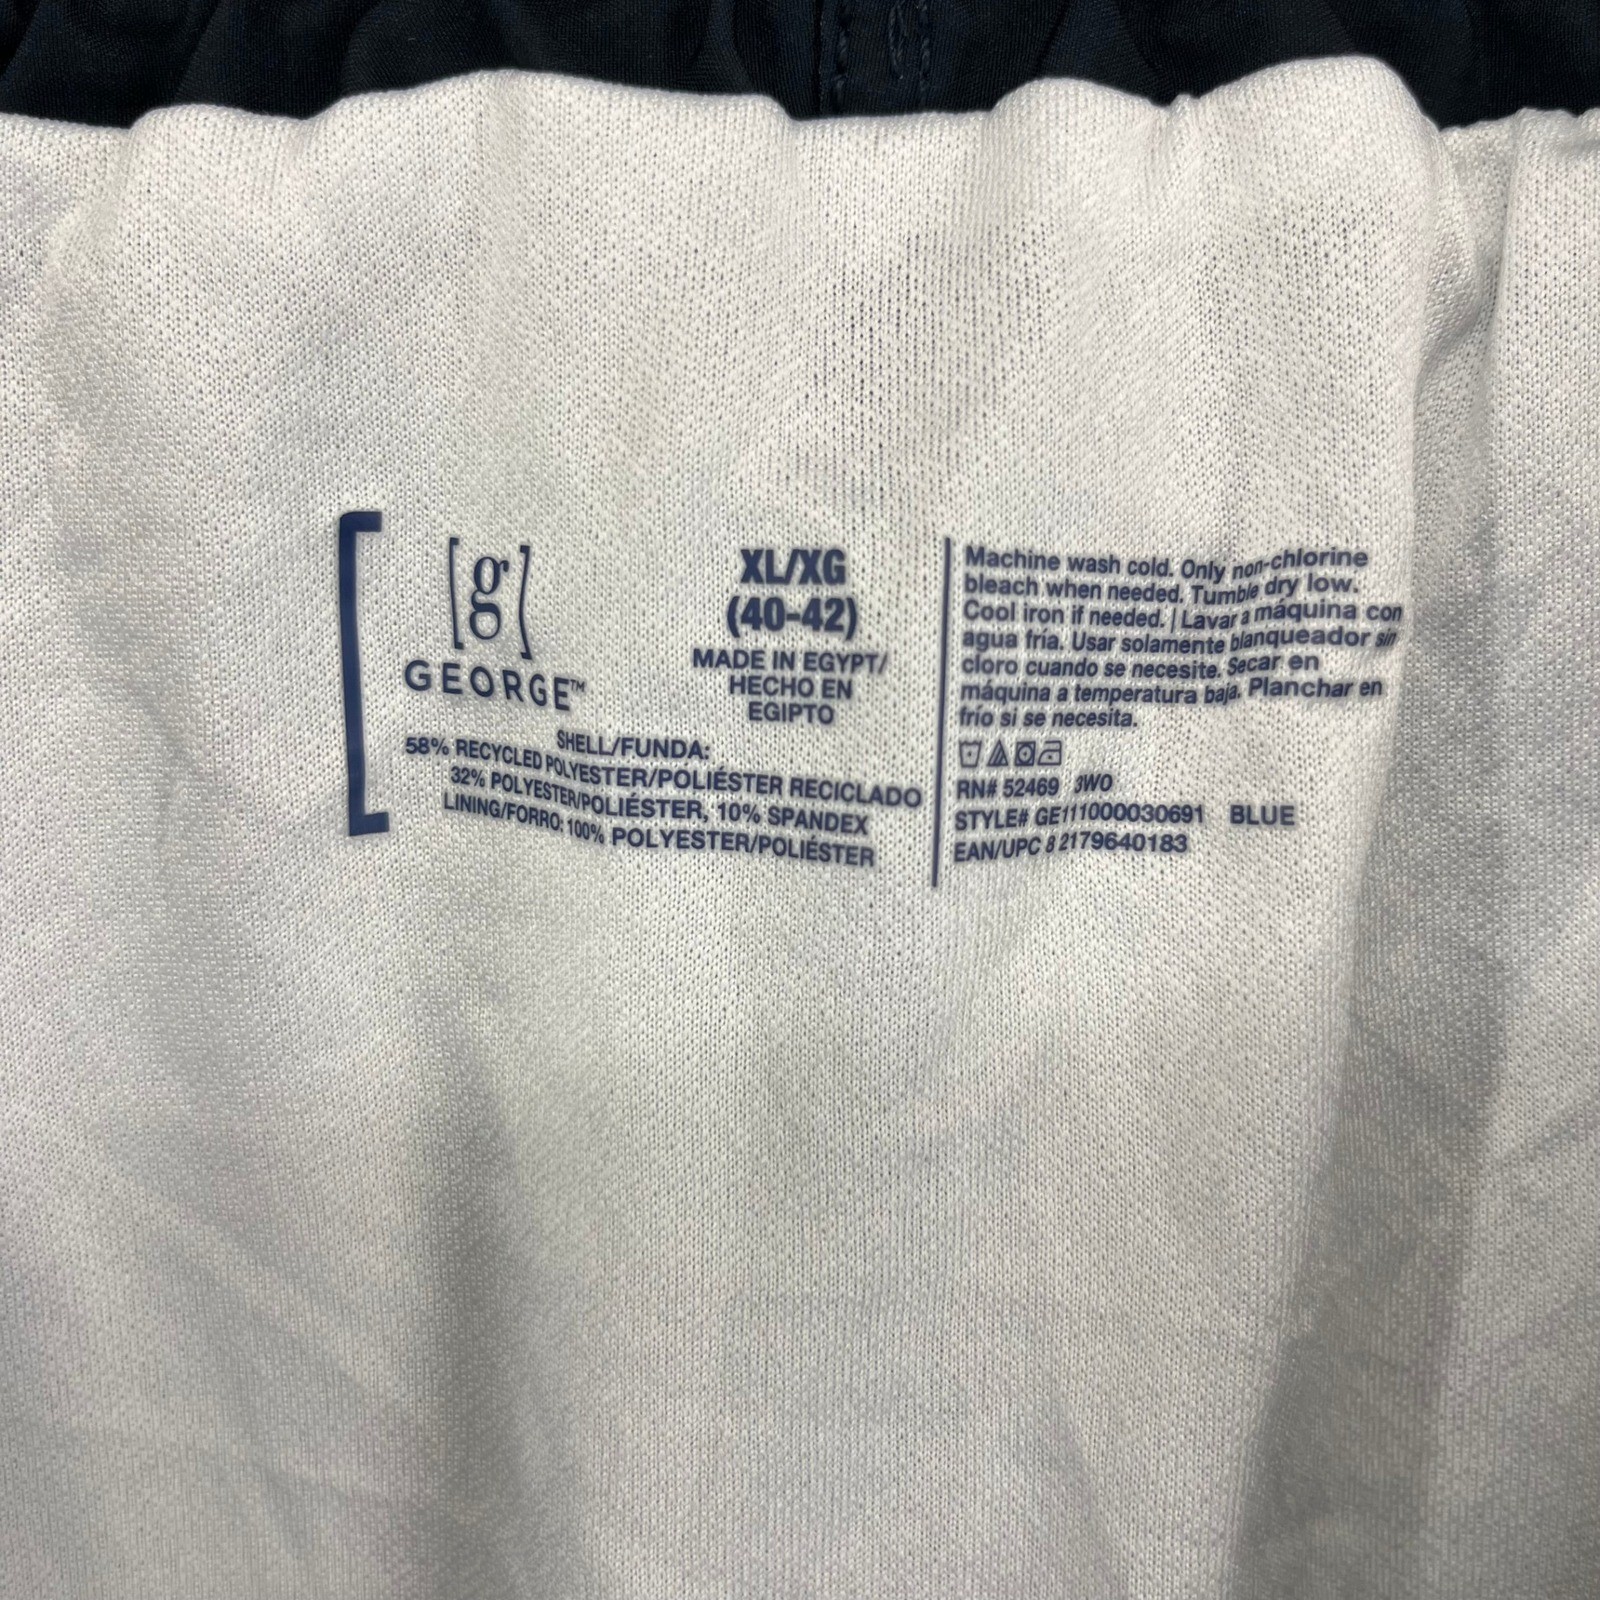 [g]
GEORGE™
XL/XG
(40-42)
MADE IN EGYPT/
HECHO EN
EGIPTO
SHELL/FUNDA:
58% RECYCLED POLYESTER/POLIÉSTER RECICLADO
32% POLYESTER/POLIÉSTER, 10% SPANDEX
LINING/FORRO: 100% POLYESTER/POLIÉSTER
Machine wash cold. Only non-chlorine
bleach when needed. Tumble dry low.
Cool iron if needed. | Lavar a máquina con
agua fría. Usar solamente blanqueador sin
cloro cuando se necesite. Secar en
máquina a temperatura baja. Planchar en
frío si se necesita.
RN# 52469 3WO
STYLE# GE111000030691 BLUE
EAN/UPC 8 2179640183